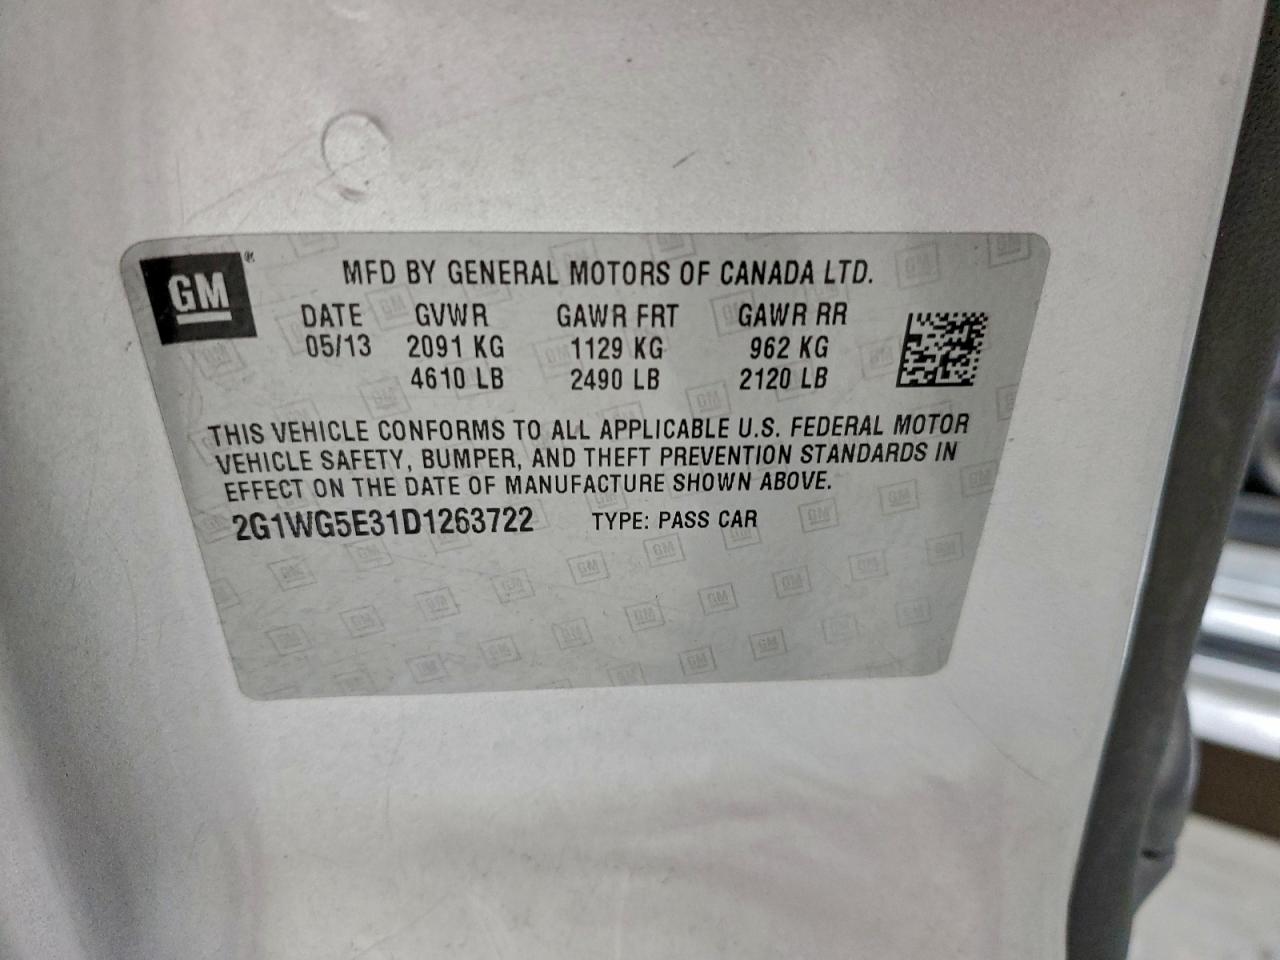 GM®
MFD BY GENERAL MOTORS OF CANADA LTD.
DATE GVWR GAWR FRT GAWR RR
05/13 2091 KG 1129 KG 962 KG
4610 LB 2490 LB 2120 LB
THIS VEHICLE CONFORMS TO ALL APPLICABLE U.S. FEDERAL MOTOR
VEHICLE SAFETY, BUMPER, AND THEFT PREVENTION STANDARDS IN
EFFECT ON THE DATE OF MANUFACTURE SHOWN ABOVE.
2G1WG5E31D1263722 TYPE: PASS CAR